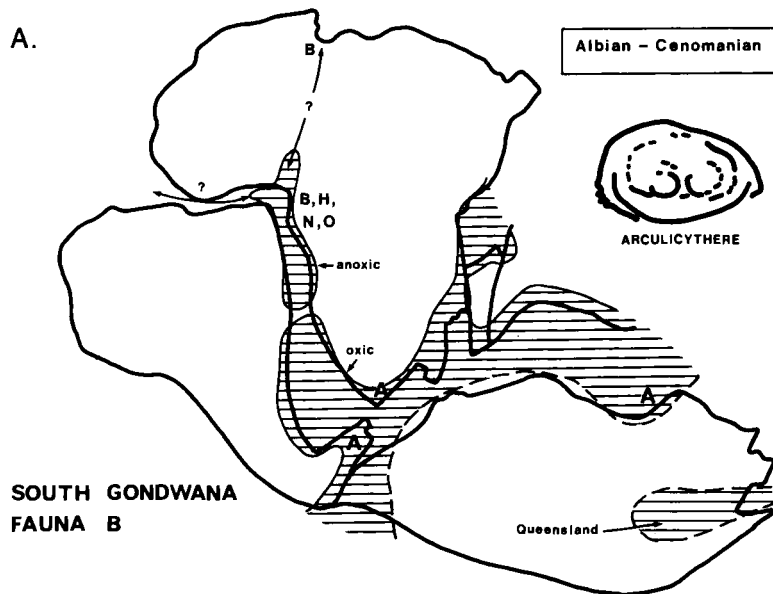 A.
Albian – Cenomanian
B
?
?
B, H,
N, O
ARCULICYTHERE
anoxic
oxic
A
A
A
SOUTH GONDWANA
FAUNA B
Queensland